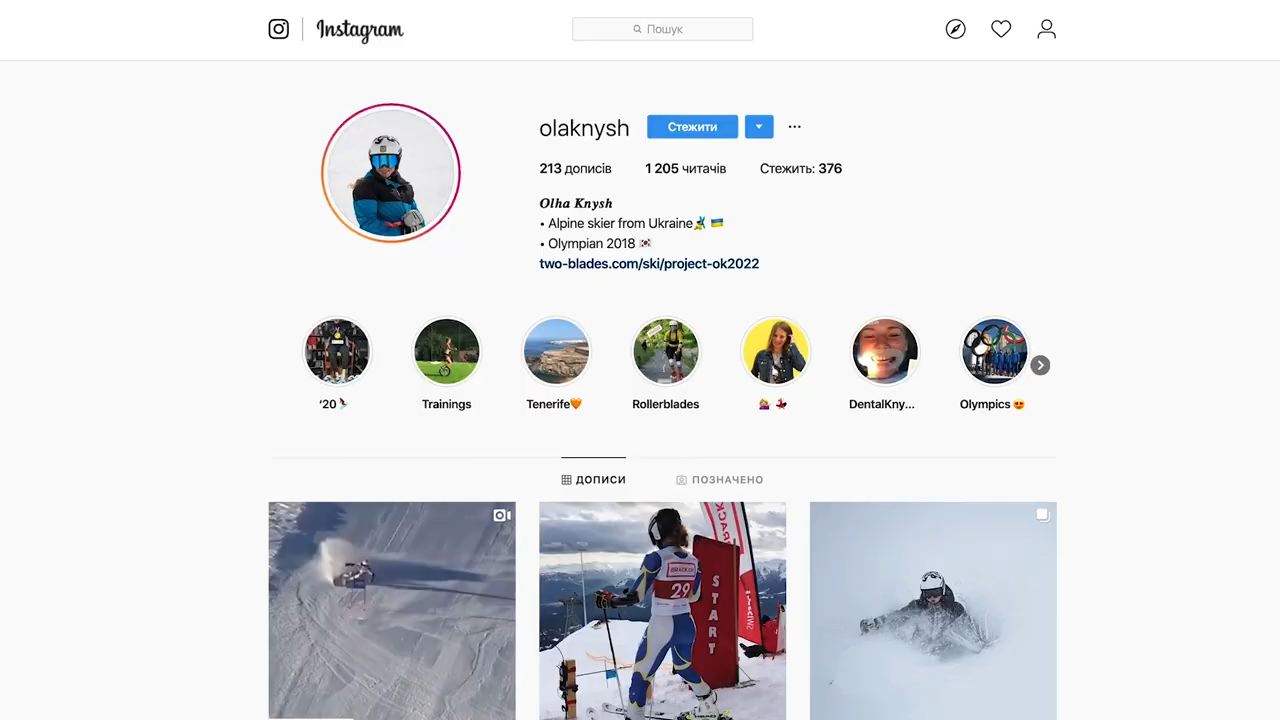 Instagram
Пошук
olaknysh
Стежити
213 дописів
1 205 читачів
Стежить: 376
Olha Knysh
• Alpine skier from Ukraine
• Olympian 2018
two-blades.com/ski/project-ok2022
‘20
Trainings
Tenerife🧡
Rollerblades
DentalKny...
Olympics 😍
ДОПИСИ
ПОЗНАЧЕНО
29
START